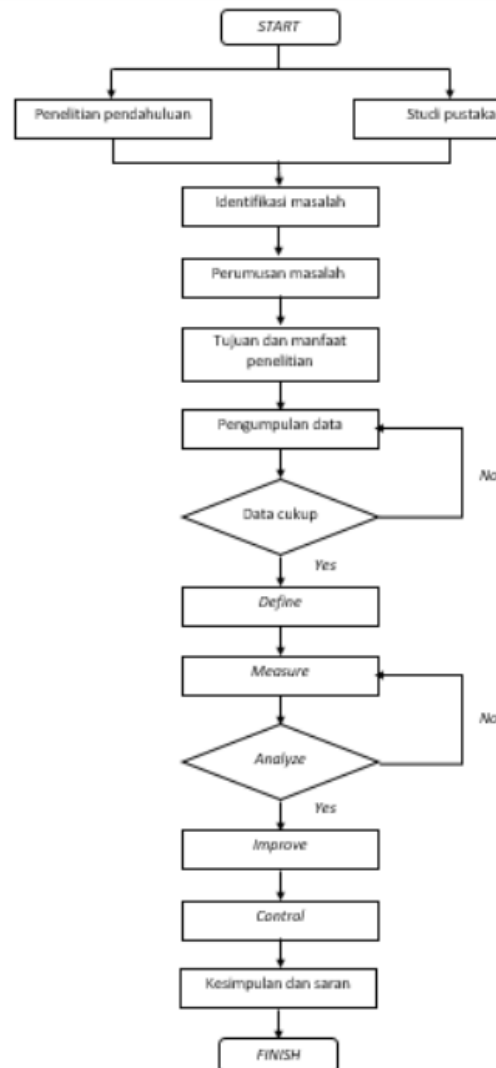 START
Penelitian pendahuluan
Studi pustaka
Identifikasi masalah
Perumusan masalah
Tujuan dan manfaat
penelitian
Pengumpulan data
No
Data cukup
Yes
Define
Measure
No
Analyze
Yes
Improve
Control
Kesimpulan dan saran
FINISH